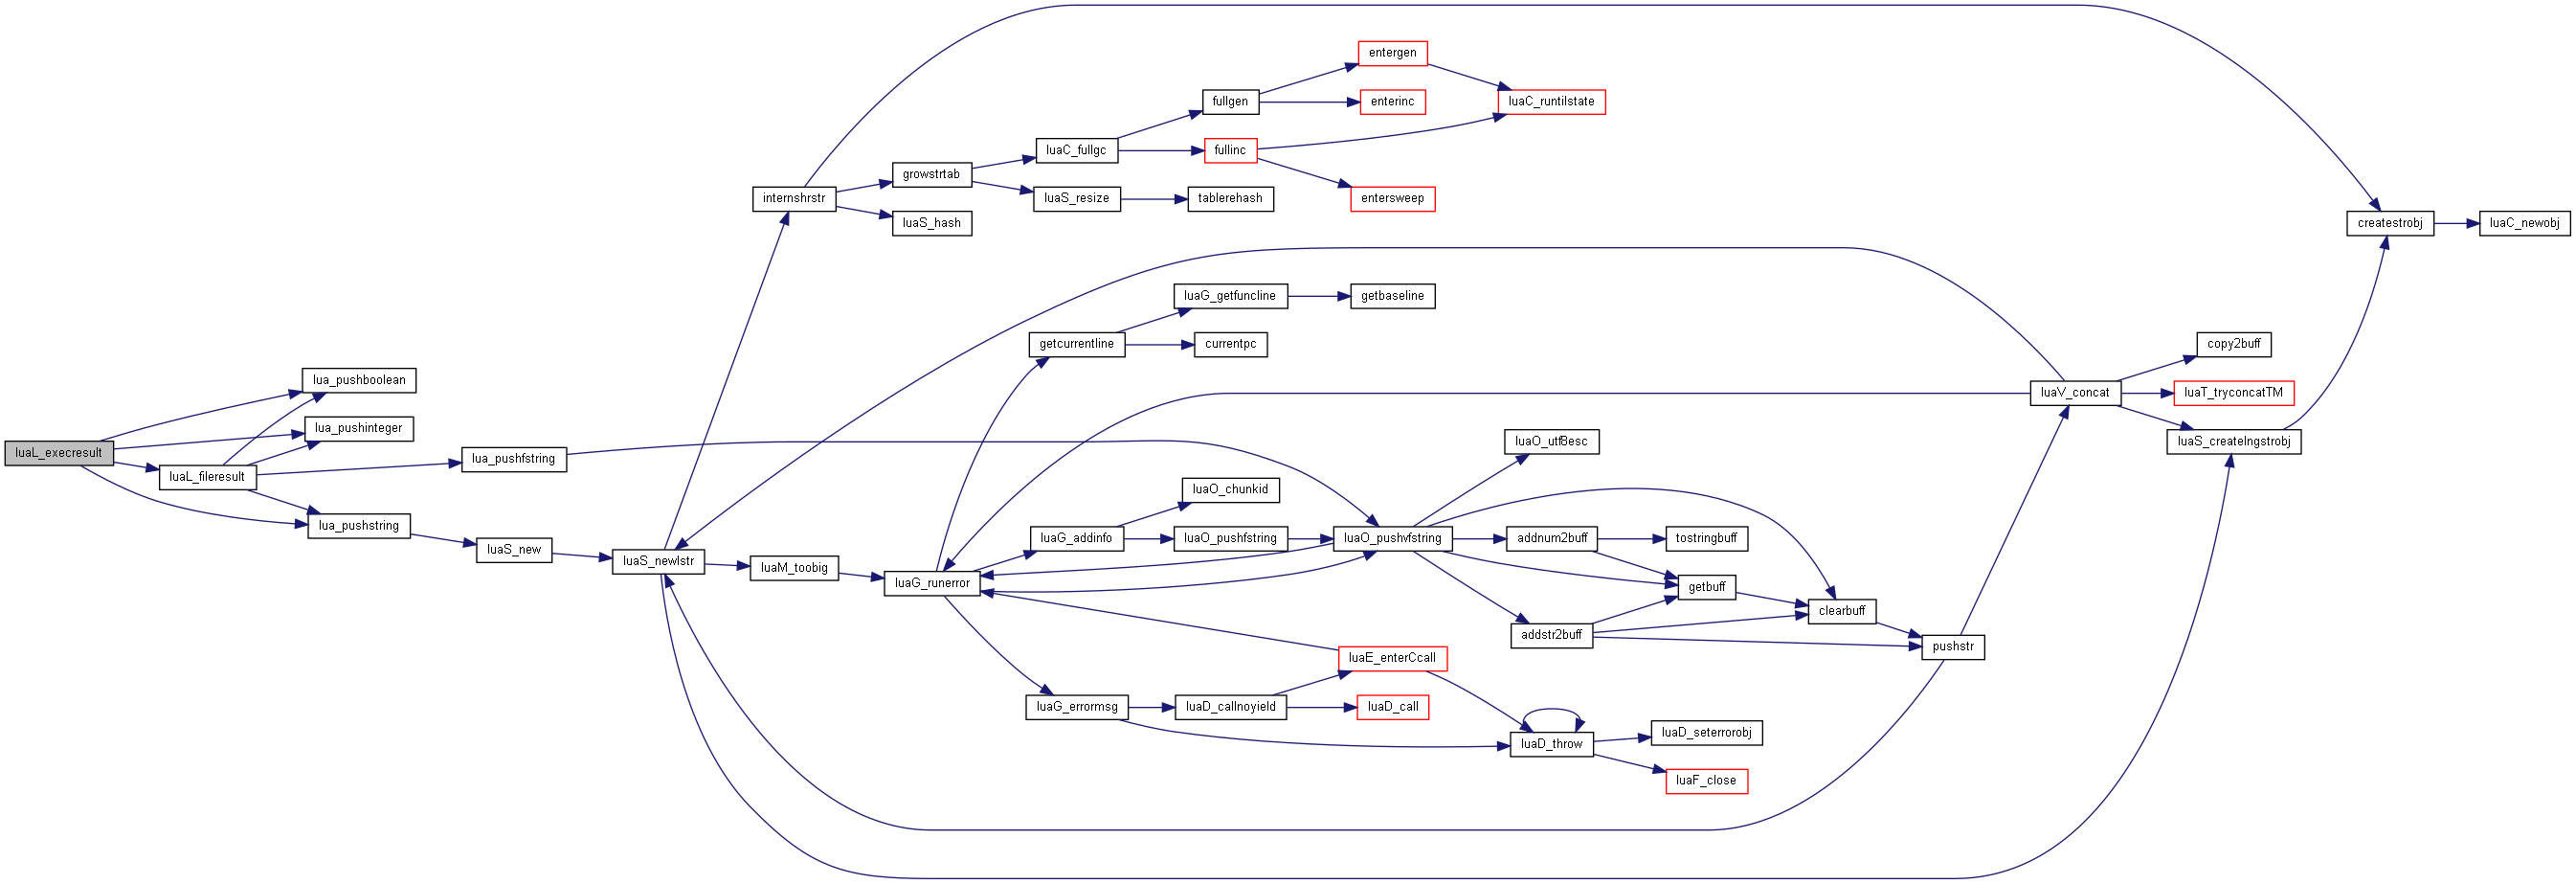 entergen
fullgen
enterinc
luaC_runtilstate
luaC_fullgc
fullinc
growstrtab
internshrstr
luaS_resize
tablerehash
entersweep
luaS_hash
createstrobj
luaC_newobj
luaG_getfuncline
getbaseline
getcurrentline
currentpc
copy2buff
lua_pushboolean
luaV_concat
luaT_tryconcatTM
lua_pushinteger
luaO_utf8esc
luaS_createlngstrobj
luaL_execresult
lua_pushfstring
luaL_fileresult
luaO_chunkid
lua_pushstring
luaG_addinfo
luaO_pushfstring
luaO_pushvfstring
addnum2buff
tostringbuff
luaS_new
luaS_newlstr
luaM_toobig
luaG_runerror
getbuff
clearbuff
addstr2buff
pushstr
luaE_enterCcall
luaG_errormsg
luaD_callnoyield
luaD_call
luaD_throw
luaD_seterrorobj
luaF_close